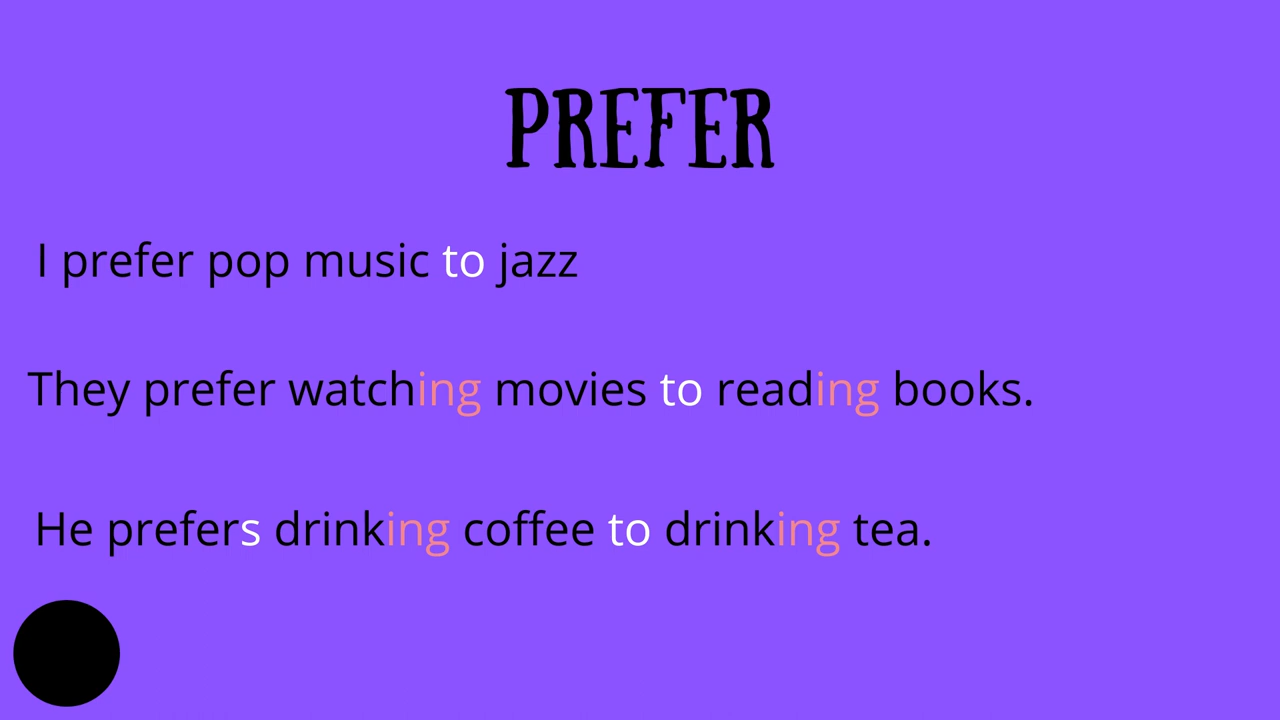 PREFER
I prefer pop music to jazz
They prefer watching movies to reading books.
He prefers drinking coffee to drinking tea.